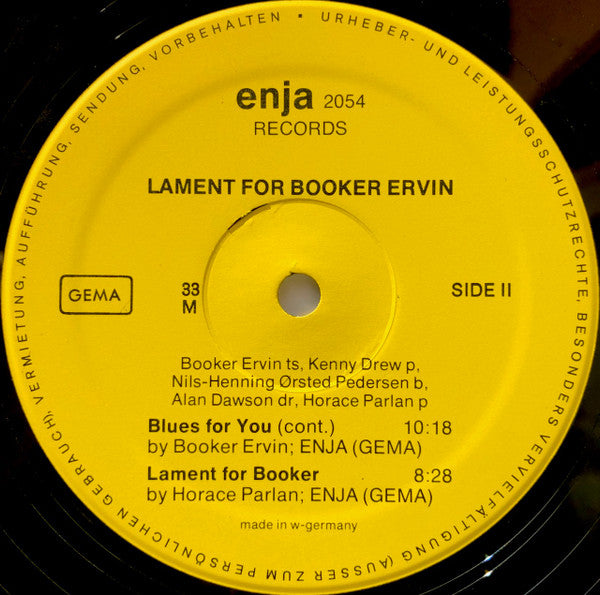 URHEBER- UND LEISTUNGSSCHUTZRECHTE, BESONDERS VERVIELFÄLTIGUNG (AUSSER ZUM PERSÖNLICHEN GEBRAUCH), VERMIETUNG, AUFFÜHRUNG, SENDUNG, VORBEHALTEN •
enja 2054
RECORDS
LAMENT FOR BOOKER ERVIN
GEMA
33
M
SIDE II
Booker Ervin ts, Kenny Drew p,
Nils-Henning Ørsted Pedersen b,
Alan Dawson dr, Horace Parlan p
Blues for You (cont.) 10:18
by Booker Ervin; ENJA (GEMA)
Lament for Booker 8:28
by Horace Parlan; ENJA (GEMA)
made in w-germany